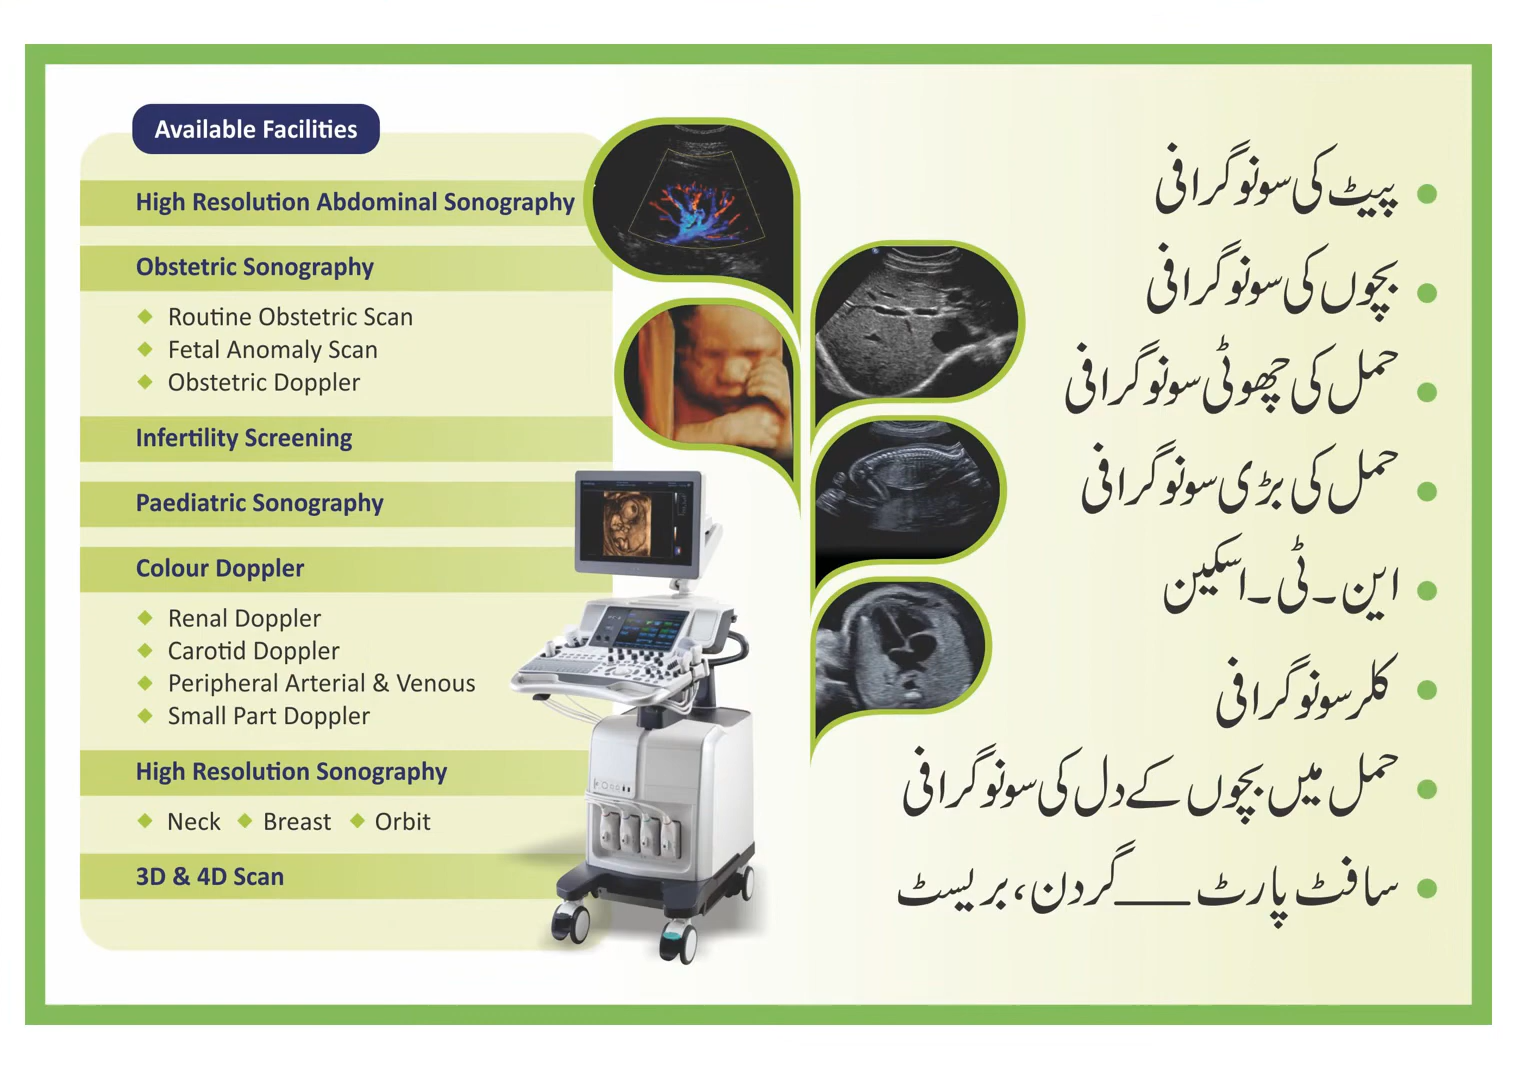 Available Facilities
High Resolution Abdominal Sonography
Obstetric Sonography
Routine Obstetric Scan
Fetal Anomaly Scan
Obstetric Doppler
Infertility Screening
Paediatric Sonography
Colour Doppler
Renal Doppler
Carotid Doppler
Peripheral Arterial & Venous
Small Part Doppler
High Resolution Sonography
Neck Breast Orbit
3D & 4D Scan
پیٹ کی سونوگرافی
بچوں کی سونوگرافی
حمل کی چھوٹی سونوگرافی
حمل کی بڑی سونوگرافی
این۔ٹی۔اسکین
کلر سونوگرافی
حمل میں بچوں کے دل کی سونوگرافی
سافٹ پارٹ ــــ گردن، بریسٹ